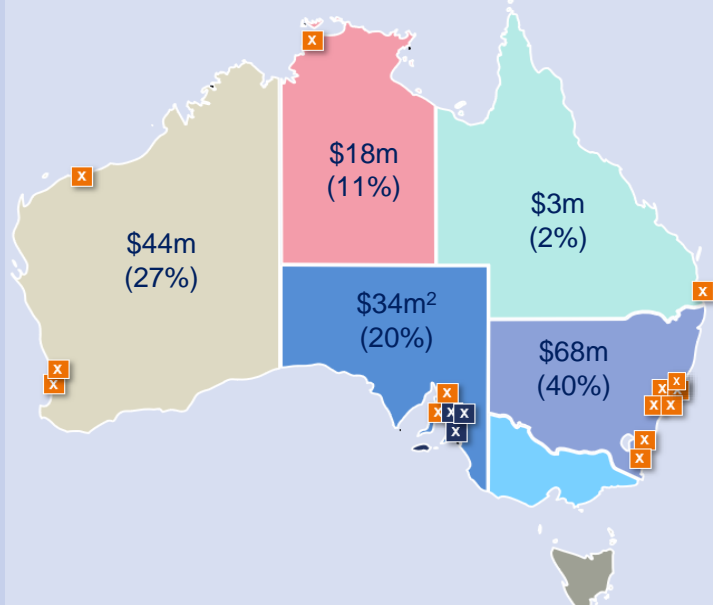 x
$18m
(11%)
x
$3m
(2%)
$44m
(27%)
x
$34m²
(20%)
$68m
(40%)
x
x
x
x
x
x x
x
x x x
x
x
x